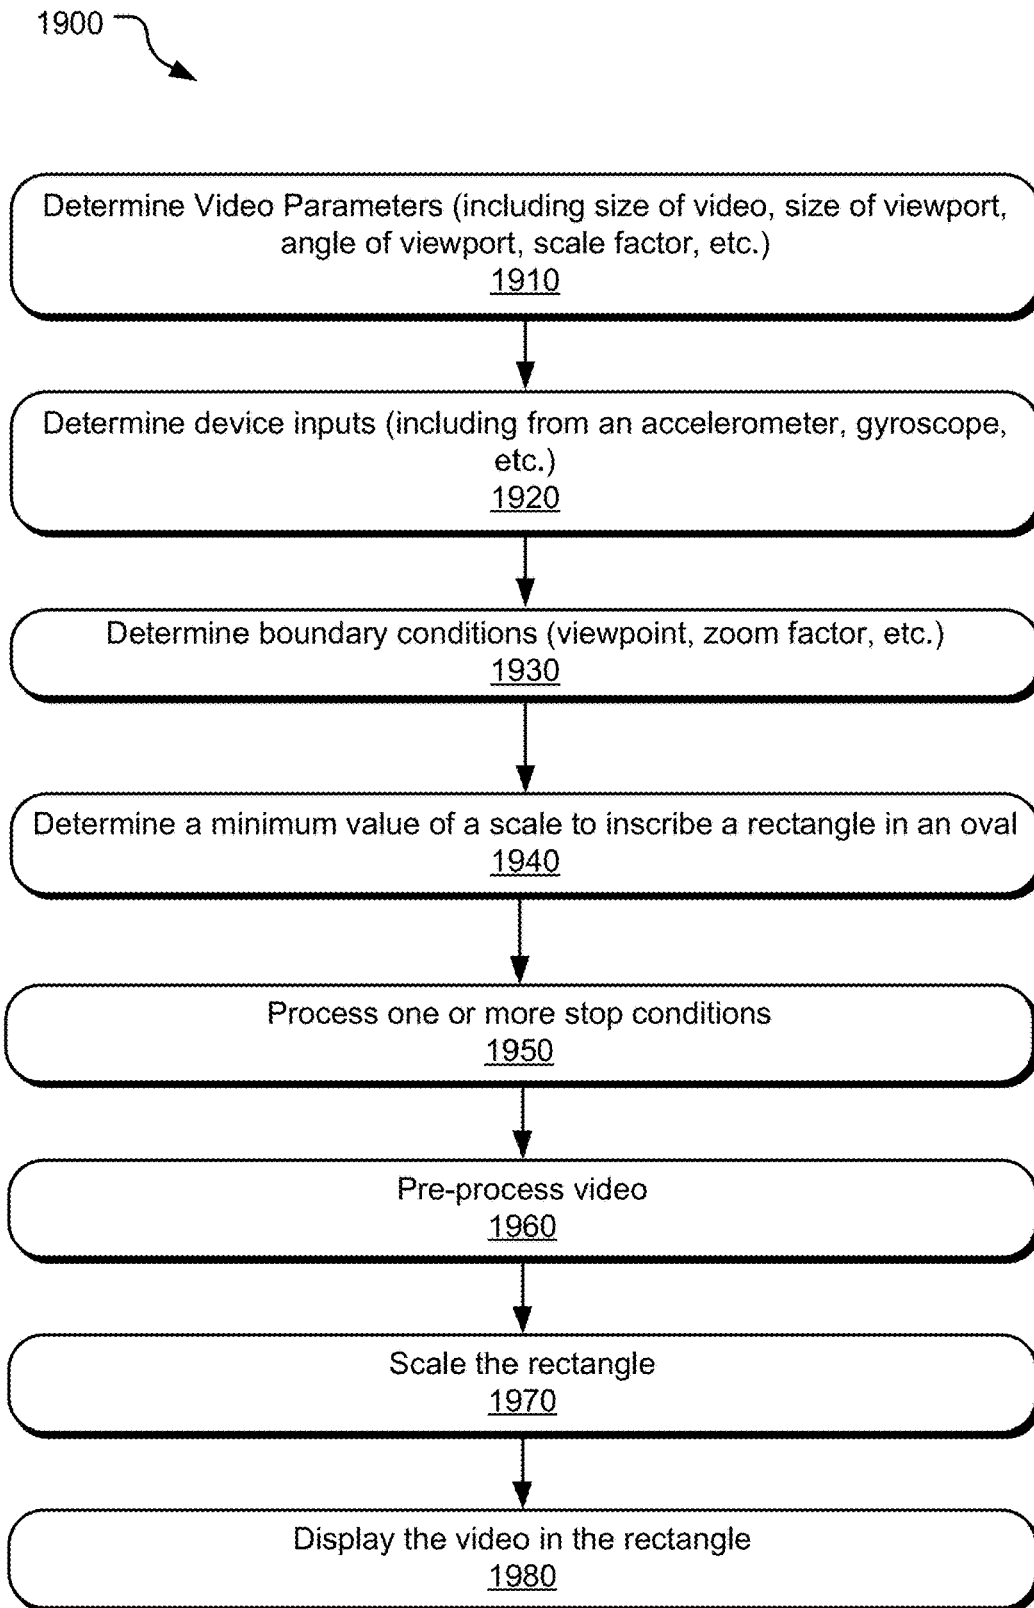 1900
Determine Video Parameters (including size of video, size of viewport,
angle of viewport, scale factor, etc.)
1910
Determine device inputs (including from an accelerometer, gyroscope,
etc.)
1920
Determine boundary conditions (viewpoint, zoom factor, etc.)
1930
Determine a minimum value of a scale to inscribe a rectangle in an oval
1940
Process one or more stop conditions
1950
Pre-process video
1960
Scale the rectangle
1970
Display the video in the rectangle
1980